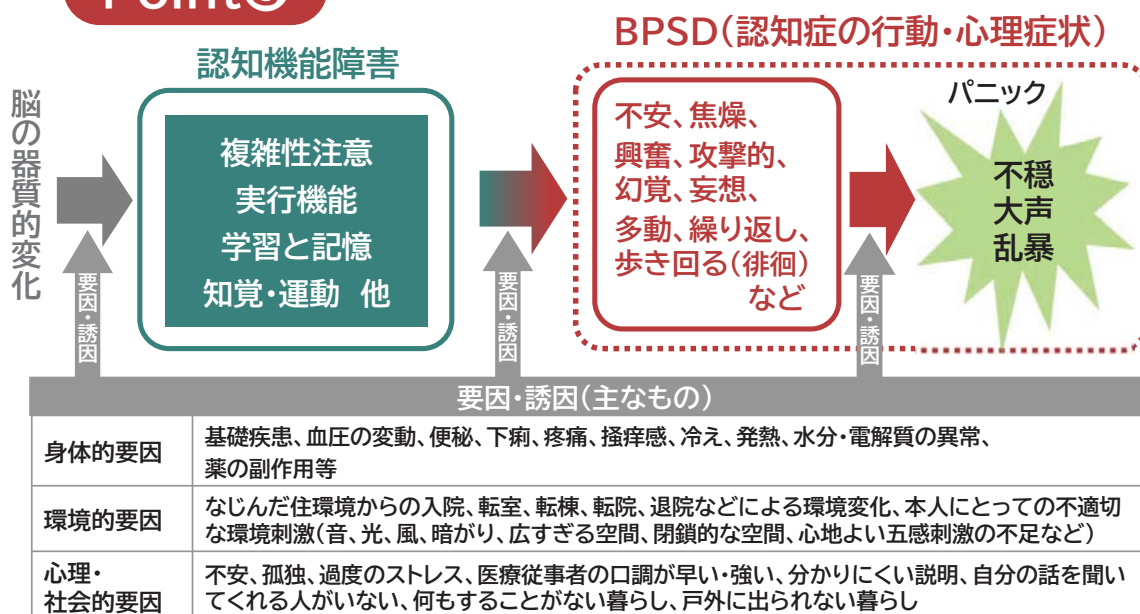 Point
BPSD（認知症の行動・心理症状）
認知機能障害
脳の器質的変化
複雑性注意
実行機能
学習と記憶
知覚・運動 他
不安、焦燥、
興奮、攻撃的、
幻覚、妄想、
多動、繰り返し、
歩き回る（徘徊）
など
パニック
不穏
大声
乱暴
要因・誘因
要因・誘因
要因・誘因
要因・誘因（主なもの）
身体的要因
基礎疾患、血圧の変動、便秘、下痢、疼痛、掻痒感、冷え、発熱、水分・電解質の異常、
薬の副作用等
環境的要因
なじんだ住環境からの入院、転室、転棟、転院、退院などによる環境変化、本人にとっての不適切
な環境刺激（音、光、風、暗がり、広すぎる空間、閉鎖的な空間、心地よい五感刺激の不足など）
心理・
社会的要因
不安、孤独、過度のストレス、医療従事者の口調が早い・強い、分かりにくい説明、自分の話を聞い
てくれる人がいない、何もすることがない暮らし、戸外に出られない暮らし